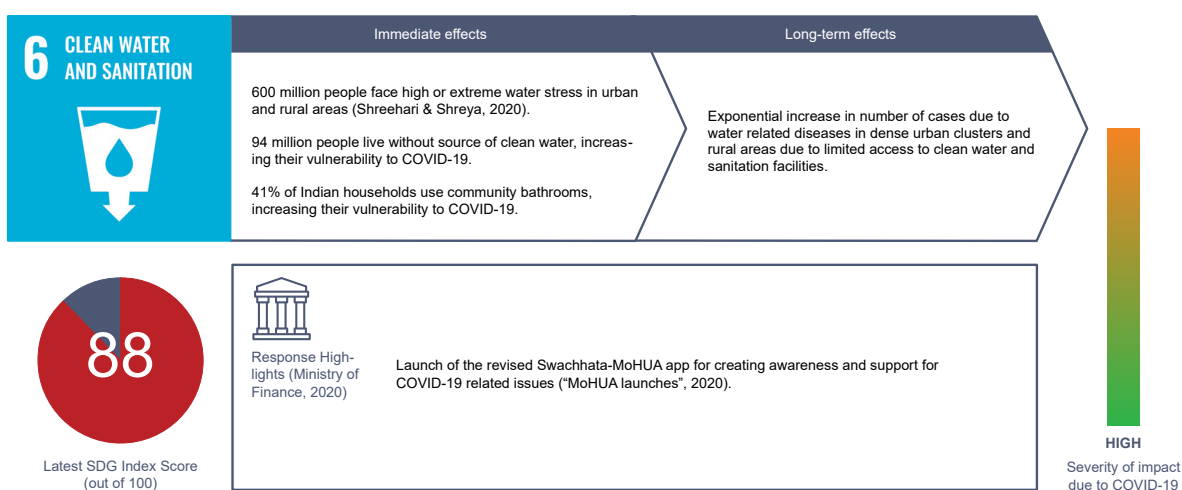 6 CLEAN WATER
AND SANITATION
Immediate effects
600 million people face high or extreme water stress in urban
and rural areas (Shreehari & Shreya, 2020).
94 million people live without source of clean water, increas-
ing their vulnerability to COVID-19.
41% of Indian households use community bathrooms,
increasing their vulnerability to COVID-19.
Long-term effects
Exponential increase in number of cases due to
water related diseases in dense urban clusters and
rural areas due to limited access to clean water and
sanitation facilities.
88
Latest SDG Index Score
(out of 100)
Response High-
lights (Ministry of
Finance, 2020)
Launch of the revised Swachhata-MoHUA app for creating awareness and support for
COVID-19 related issues (“MoHUA launches”, 2020).
HIGH
Severity of impact
due to COVID-19